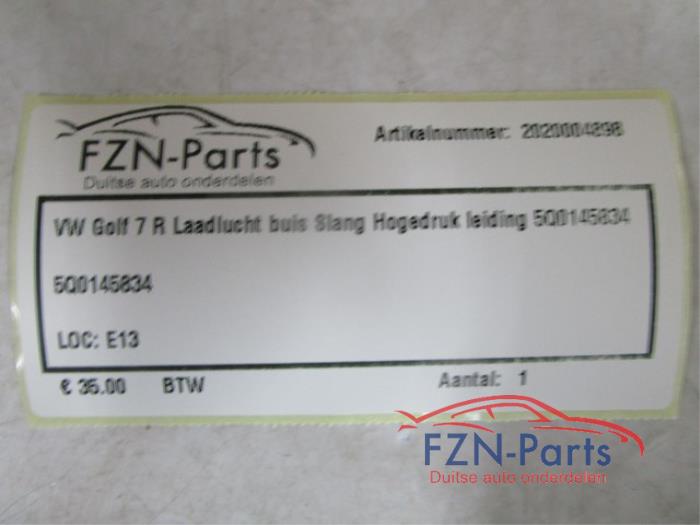 FZN-Parts
Duitse auto onderdelen
Artikelnummer: 2020004898
VW Golf 7 R Laadlucht buis Slang Hogedruk leiding 5Q0145834
5Q0145834
LOC: E13
€ 35.00 BTW Aantal: 1
FZN-Parts
Duitse auto onderdelen